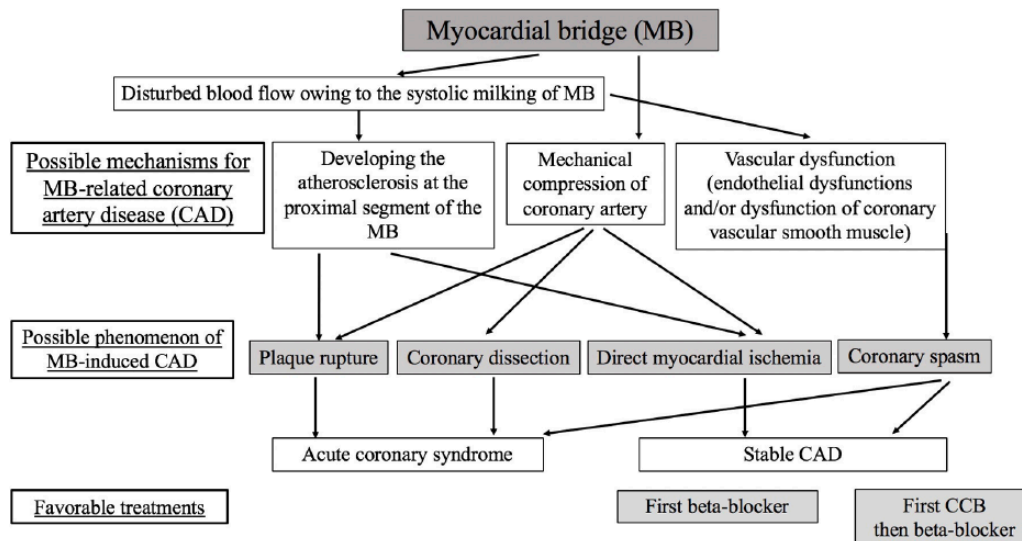 Myocardial bridge (MB)
Disturbed blood flow owing to the systolic milking of MB
Possible mechanisms for
MB-related coronary
artery disease (CAD)
Developing the
atherosclerosis at the
proximal segment of the
MB
Mechanical
compression of
coronary artery
Vascular dysfunction
(endothelial dysfunctions
and/or dysfunction of coronary
vascular smooth muscle)
Possible phenomenon of
MB-induced CAD
Plaque rupture
Coronary dissection
Direct myocardial ischemia
Coronary spasm
Acute coronary syndrome
Stable CAD
Favorable treatments
First beta-blocker
First CCB
then beta-blocker